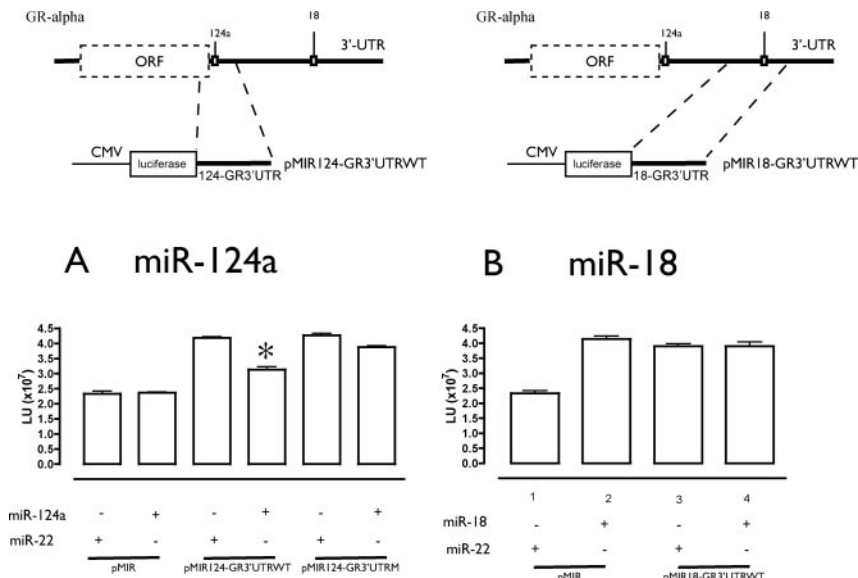 GR-alpha
124a
18
3'-UTR
ORF
CMV
luciferase
124-GR3'UTR
pMIR124-GR3'UTRWT
GR-alpha
124a
18
3'-UTR
ORF
CMV
luciferase
18-GR3'UTR
pMIR18-GR3'UTRWT
A miR-124a
LU (x10⁷)
4.5
4.0
3.5
3.0
2.5
2.0
1.5
1.0
0.5
0.0
*
miR-124a - + - + - +
miR-22 + - + - + -
pMIR pMIR124-GR3'UTRWT pMIR124-GR3'UTRM
B miR-18
LU (x10⁷)
4.5
4.0
3.5
3.0
2.5
2.0
1.5
1.0
0.5
0.0
1 2 3 4
miR-18 - + - +
miR-22 + - + -
pMIR pMIR18-GR3'UTRWT